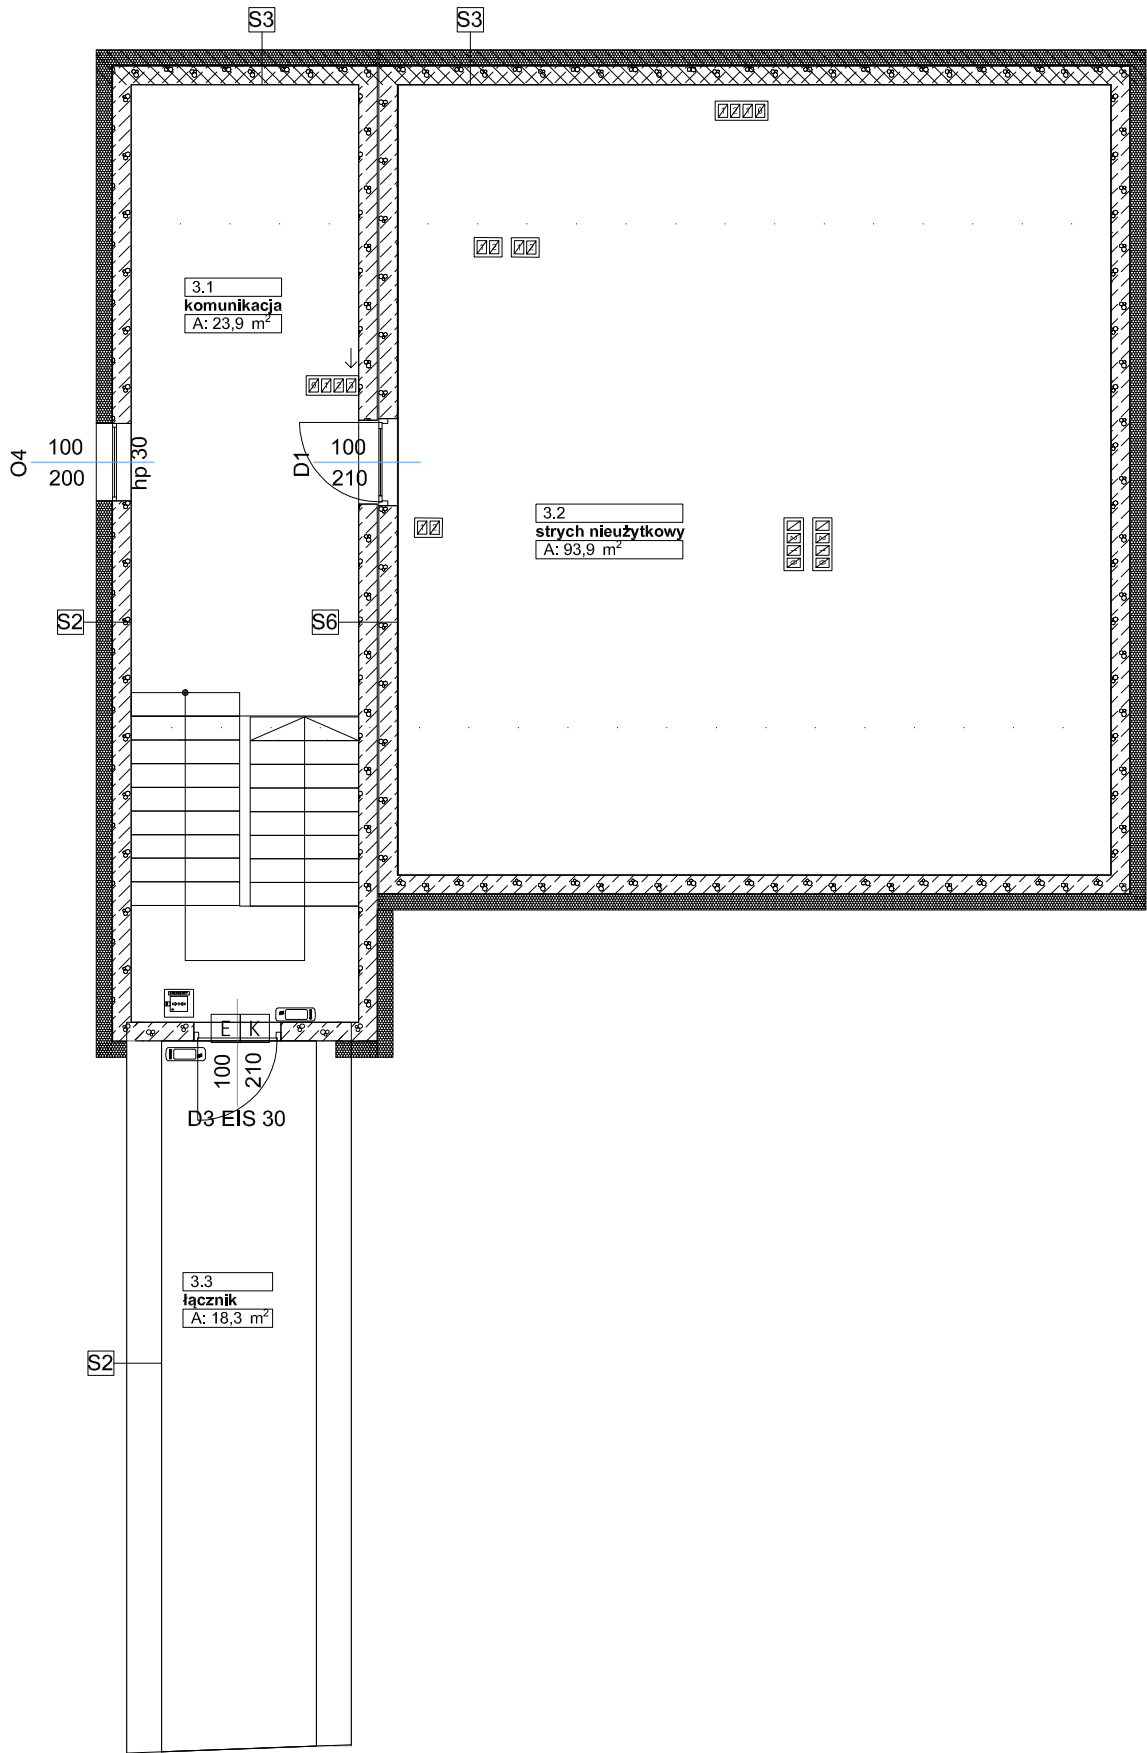 S3
S3
3.1
komunikacja
A: 23,9 m²
O4
100
200
hp 30
D1
100
210
3.2
strych nieużytkowy
A: 93,9 m²
S2
S6
E K
100
210
D3 EIS 30
3.3
łącznik
A: 18,3 m²
S2